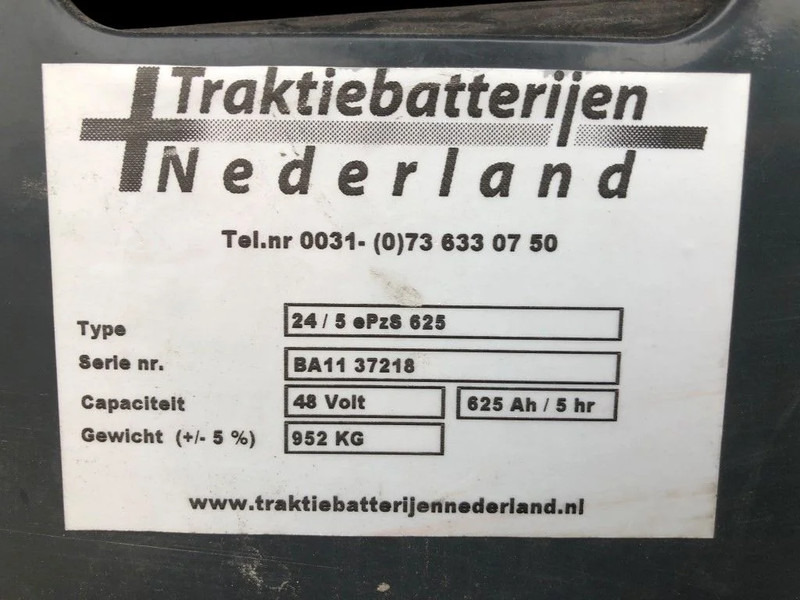 Traktiebatterijen
Nederland
Tel.nr 0031- (0)73 633 07 50
Type 24 / 5 ePzS 625
Serie nr. BA11 37218
Capaciteit 48 Volt 625 Ah / 5 hr
Gewicht (+/- 5 %) 952 KG
www.traktiebatterijennederland.nl